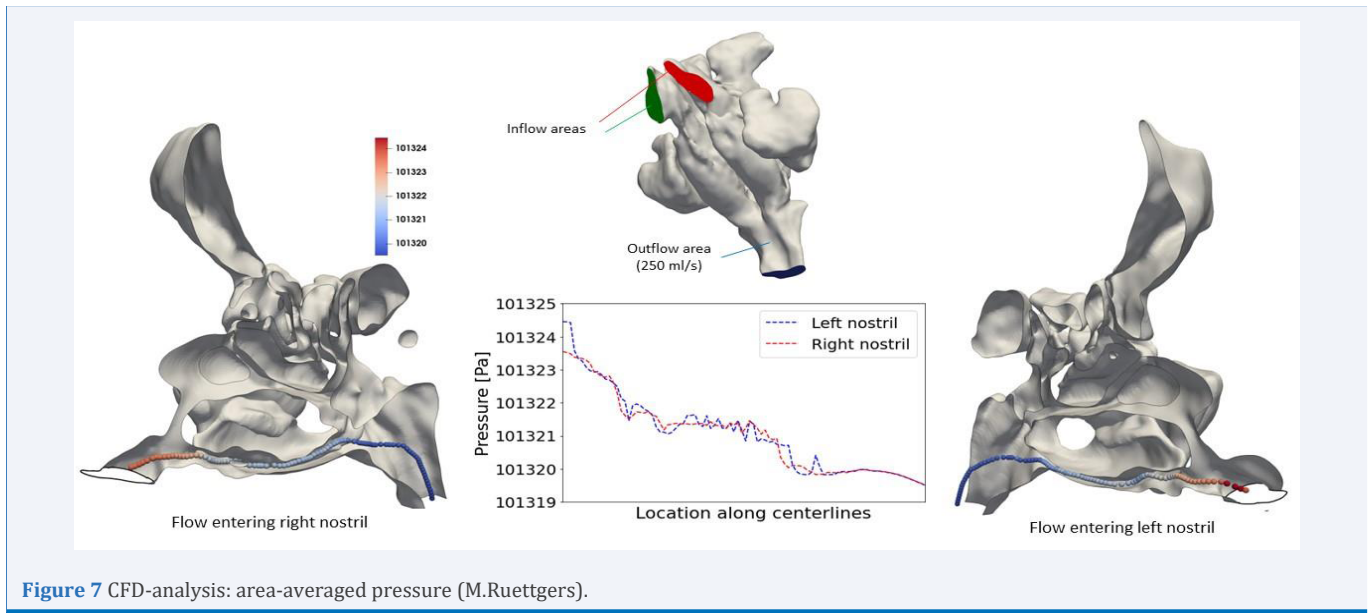 101324
101323
101322
101321
101320
Inflow areas
Outflow area
(250 ml/s)
Flow entering right nostril
101325
101324
101323
101322
101321
101320
101319
Pressure [Pa]
Left nostril
Right nostril
Location along centerlines
Flow entering left nostril
Figure 7 CFD-analysis: area-averaged pressure (M.Ruettgers).